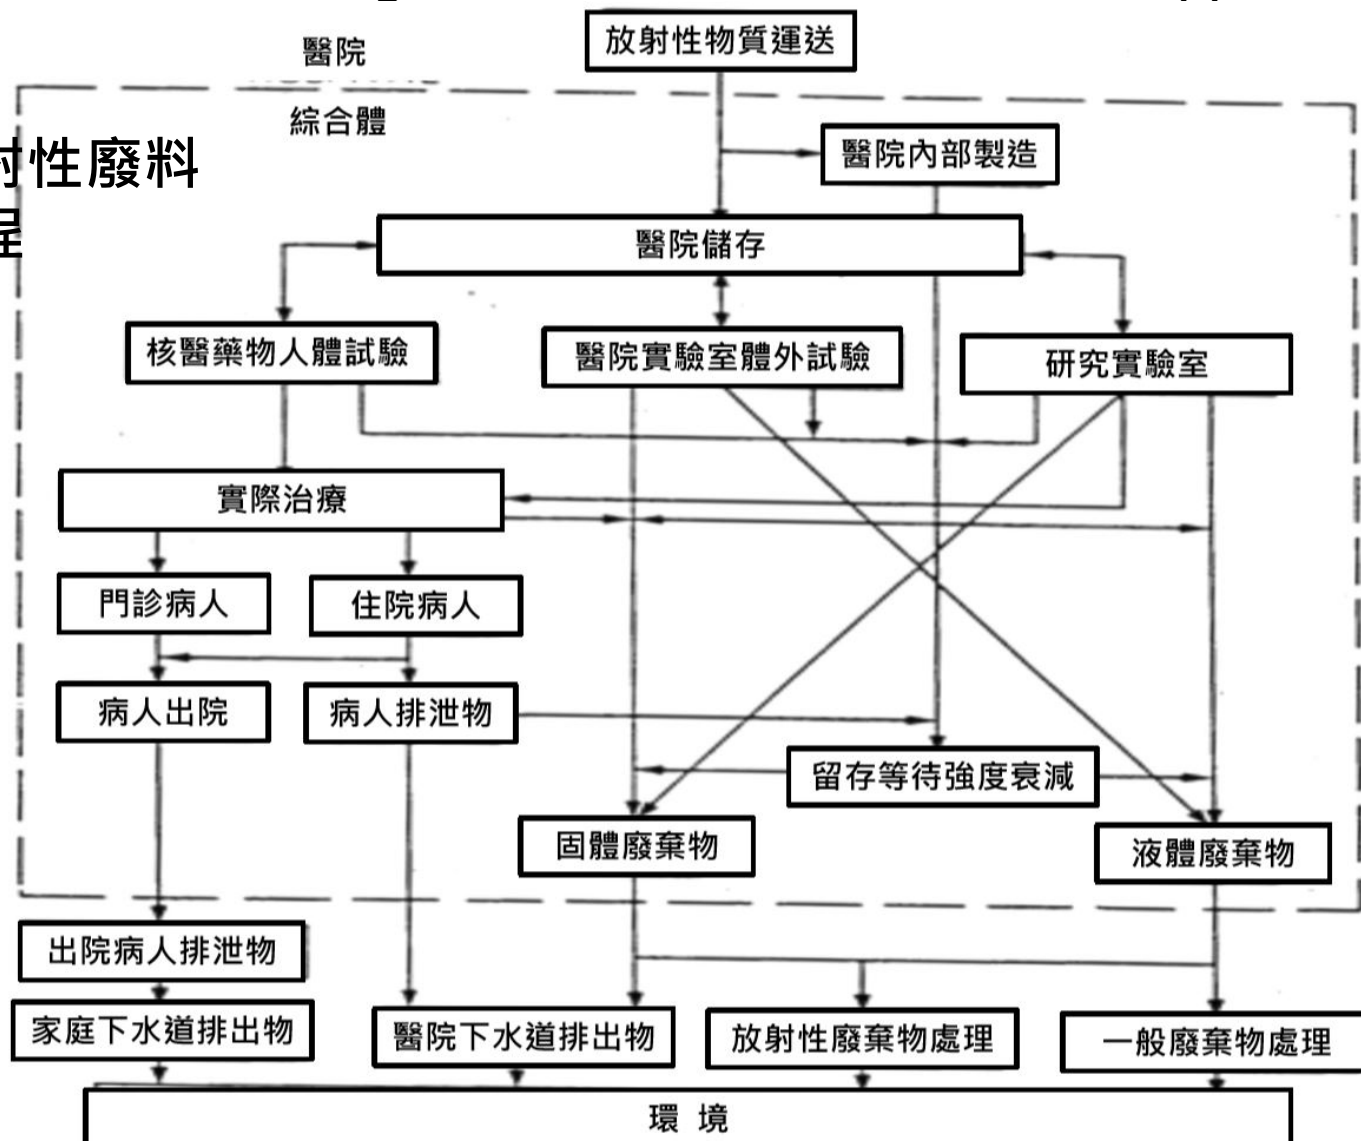 放射性物質運送
醫院
綜合體
射性廢料
程
醫院內部製造
醫院儲存
核醫藥物人體試驗
醫院實驗室體外試驗
研究實驗室
實際治療
門診病人
住院病人
病人出院
病人排泄物
留存等待強度衰減
固體廢棄物
液體廢棄物
出院病人排泄物
家庭下水道排出物
醫院下水道排出物
放射性廢棄物處理
一般廢棄物處理
環 境